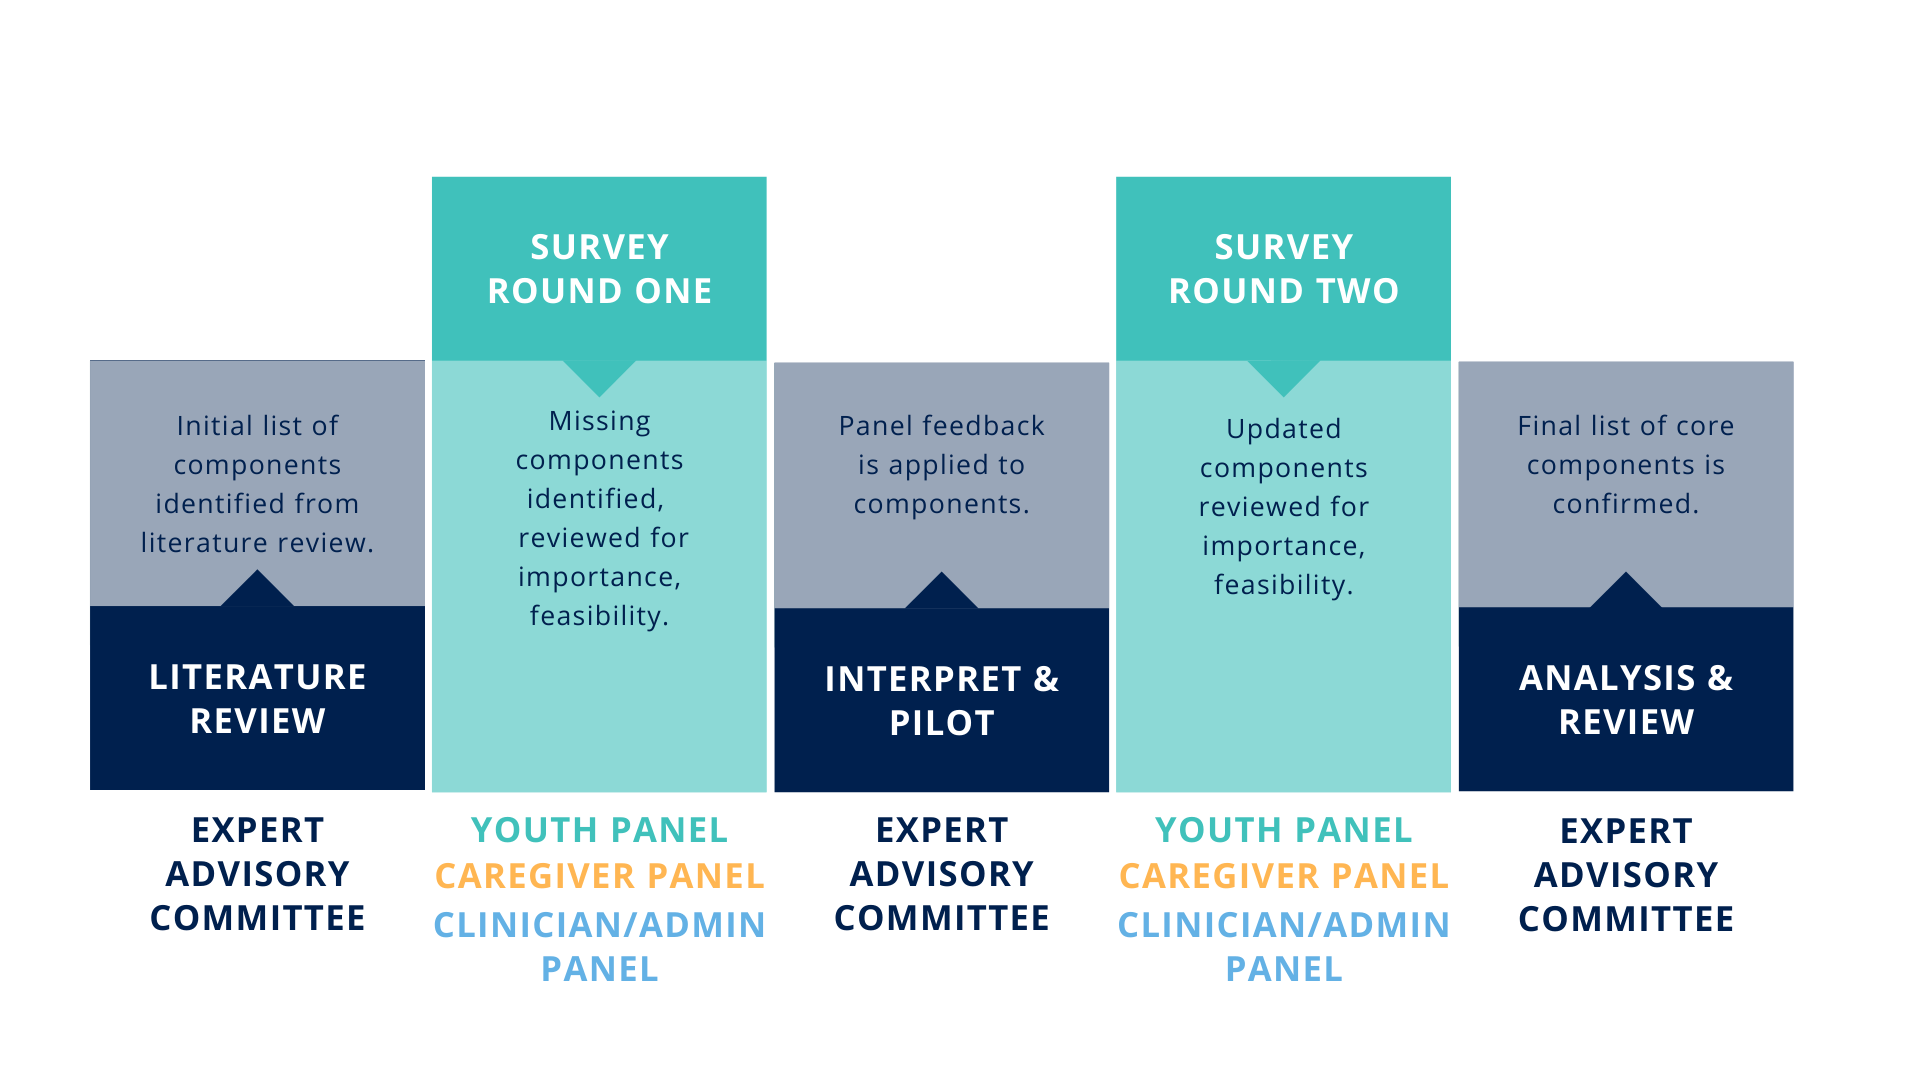 Initial list of
components
identified from
literature review.
LITERATURE
REVIEW
EXPERT
ADVISORY
COMMITTEE
SURVEY
ROUND ONE
Missing
components
identified,
reviewed for
importance,
feasibility.
YOUTH PANEL
CAREGIVER PANEL
CLINICIAN/ADMIN
PANEL
Panel feedback
is applied to
components.
INTERPRET &
PILOT
EXPERT
ADVISORY
COMMITTEE
SURVEY
ROUND TWO
Updated
components
reviewed for
importance,
feasibility.
YOUTH PANEL
CAREGIVER PANEL
CLINICIAN/ADMIN
PANEL
Final list of core
components is
confirmed.
ANALYSIS &
REVIEW
EXPERT
ADVISORY
COMMITTEE